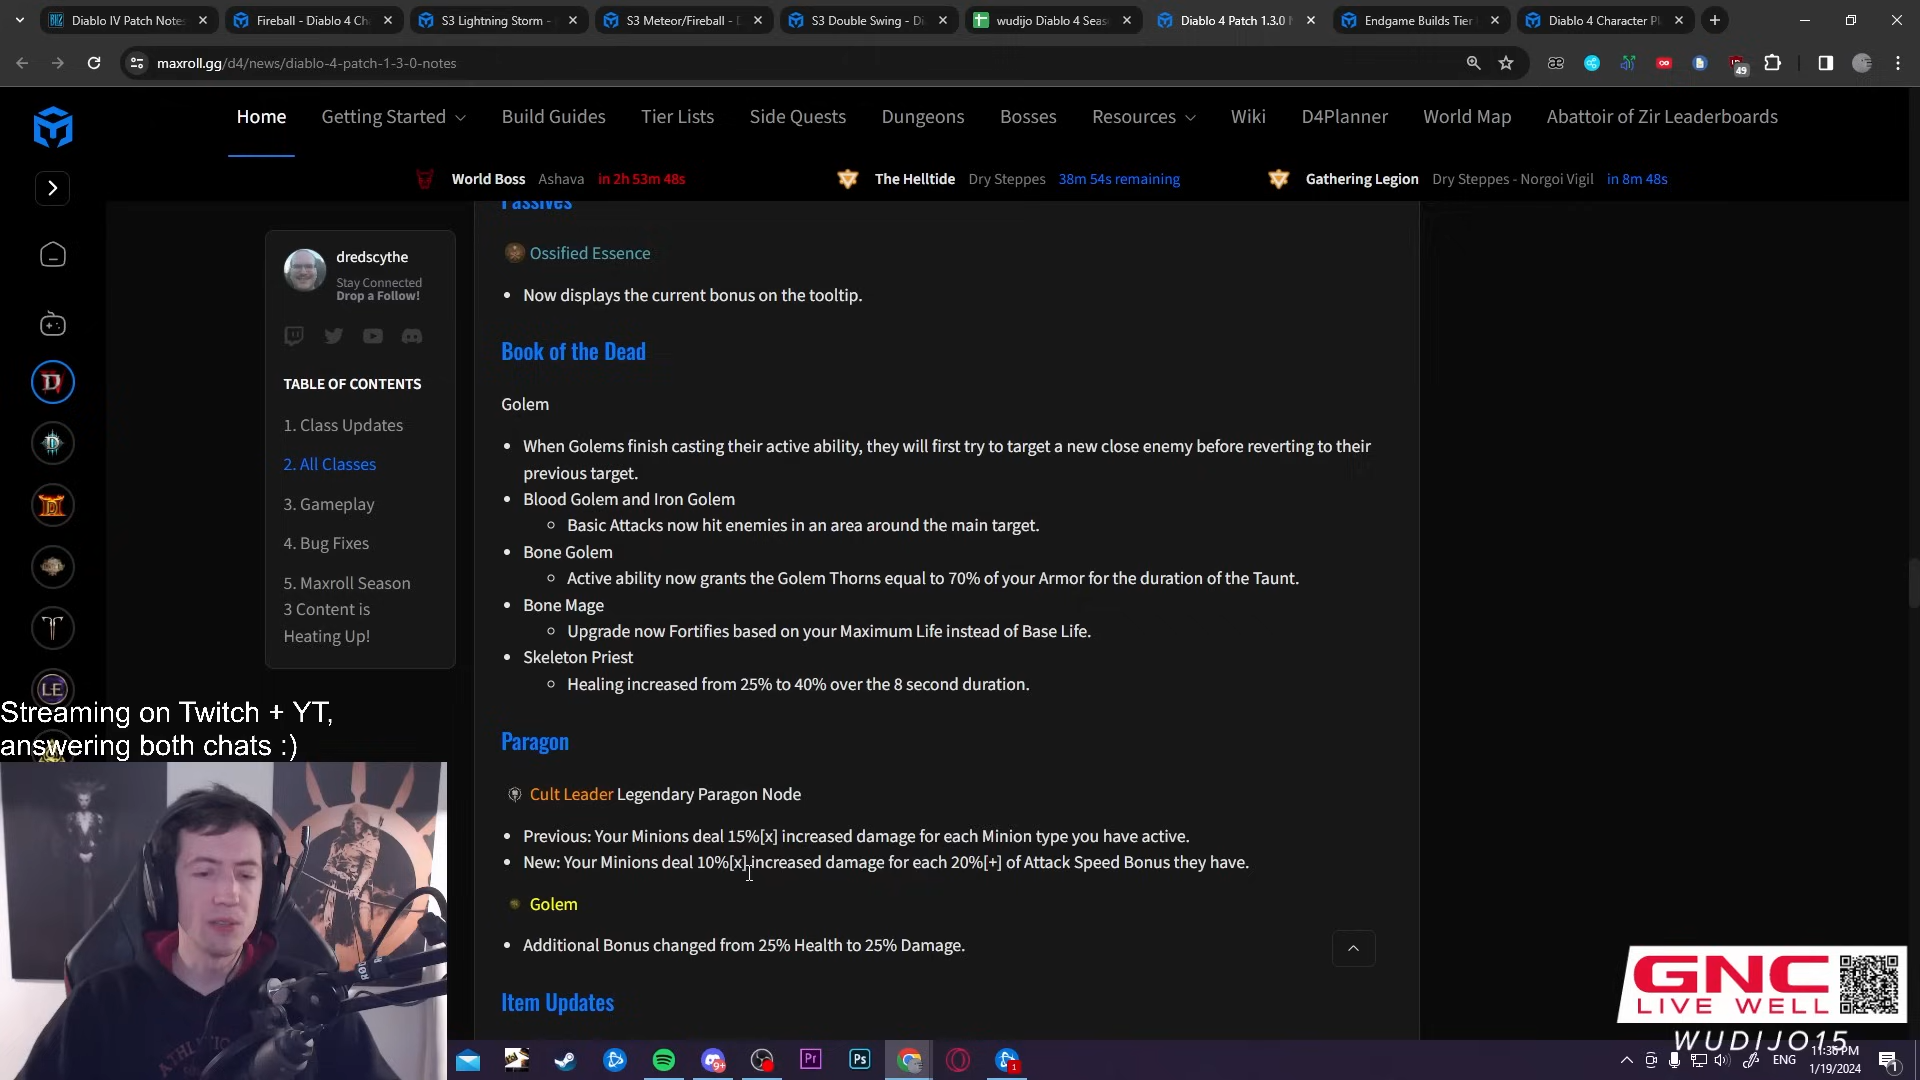 Diablo IV Patch Note
Fireball - Diablo 4 Ch
S3 Lightning Storm -
S3 Meteor/Fireball - D
S3 Double Swing - Di
wudijo Diablo 4 Seas
Diablo 4 Patch 1.3.0 N
Endgame Builds Tier
Diablo 4 Character Pl
maxroll.gg/d4/news/diablo-4-patch-1-3-0-notes
49
Home Getting Started Build Guides Tier Lists Side Quests Dungeons Bosses Resources Wiki D4Planner World Map Abattoir of Zir Leaderboards
World Boss Ashava in 2h 53m 48s The Helltide Dry Steppes 38m 54s remaining Gathering Legion Dry Steppes - Norgoi Vigil in 8m 48s
dredscythe
Stay Connected
Drop a Follow!
TABLE OF CONTENTS
1. Class Updates
2. All Classes
3. Gameplay
4. Bug Fixes
5. Maxroll Season
3 Content is
Heating Up!
Passives
Ossified Essence
• Now displays the current bonus on the tooltip.
Book of the Dead
Golem
• When Golems finish casting their active ability, they will first try to target a new close enemy before reverting to their
previous target.
• Blood Golem and Iron Golem
○ Basic Attacks now hit enemies in an area around the main target.
• Bone Golem
○ Active ability now grants the Golem Thorns equal to 70% of your Armor for the duration of the Taunt.
• Bone Mage
○ Upgrade now Fortifies based on your Maximum Life instead of Base Life.
• Skeleton Priest
○ Healing increased from 25% to 40% over the 8 second duration.
Paragon
Cult Leader Legendary Paragon Node
• Previous: Your Minions deal 15%[x] increased damage for each Minion type you have active.
• New: Your Minions deal 10%[x] increased damage for each 20%[+] of Attack Speed Bonus they have.
Golem
• Additional Bonus changed from 25% Health to 25% Damage.
Item Updates
LE
Streaming on Twitch + YT,
answering both chats :)
GNC
LIVE WELL
WUDIJO15
9+
Pr
Ps
1
ENG
11:30 PM
1/19/2024
1